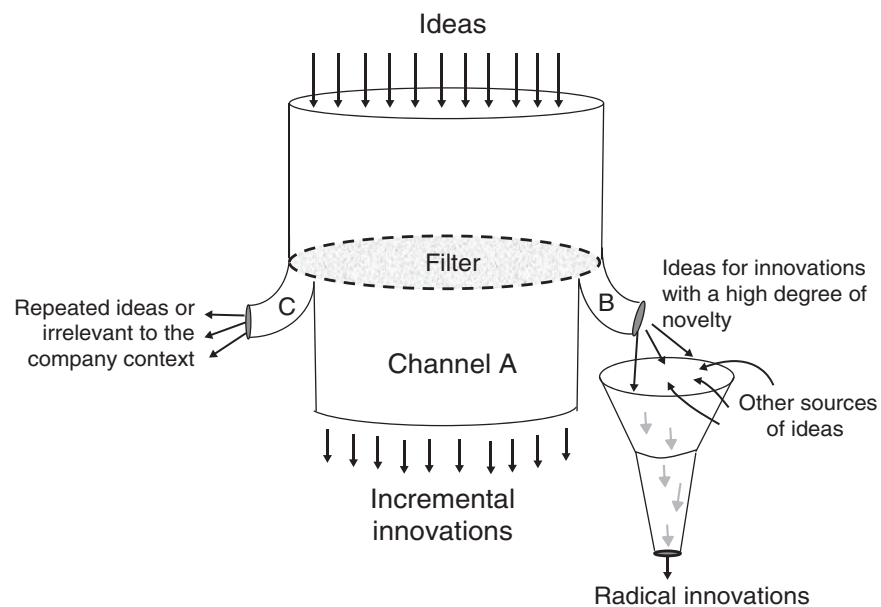 Ideas
Filter
C
B
Ideas for innovations
with a high degree of
novelty
Repeated ideas or
irrelevant to the
company context
Channel A
Other sources
of ideas
Incremental
innovations
Radical innovations